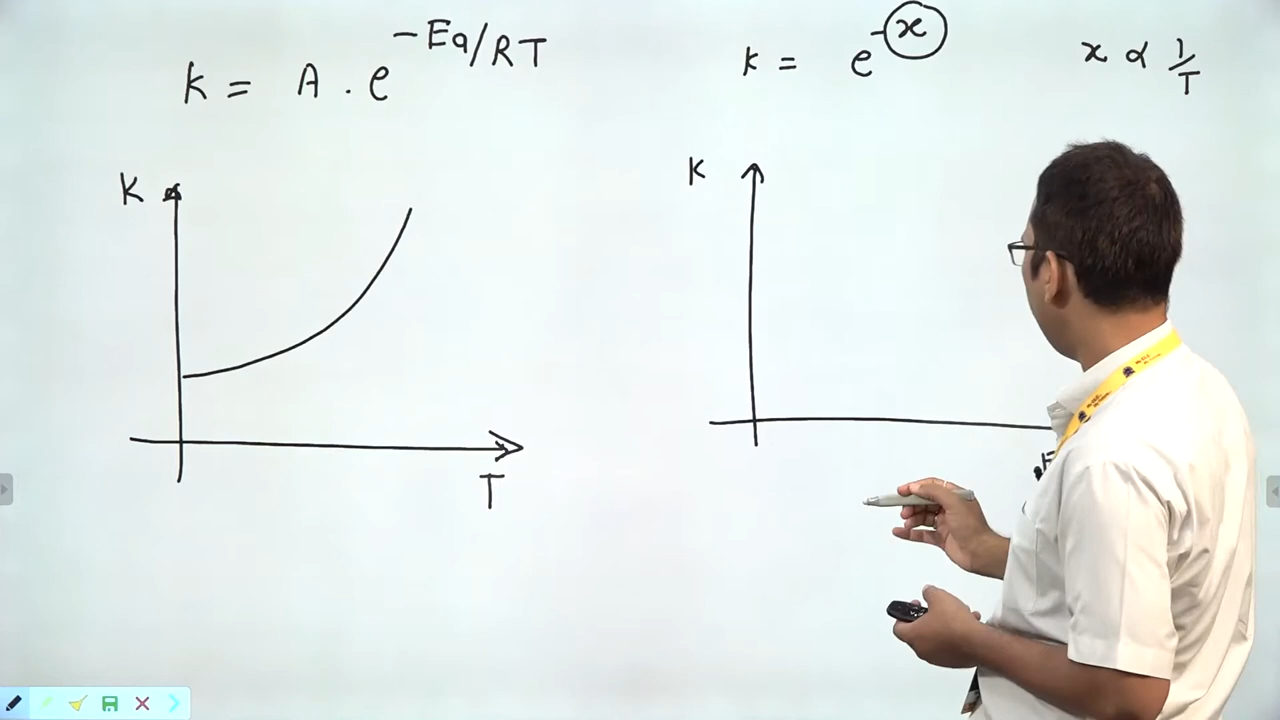 k = A . e^-Ea/RT
k = e^-x
x ∝ 1/T
K
T
K